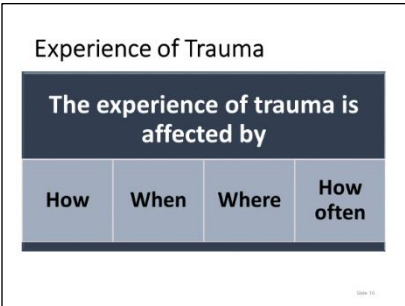 Experience of Trauma
The experience of trauma is
affected by
How
When
Where
How
often